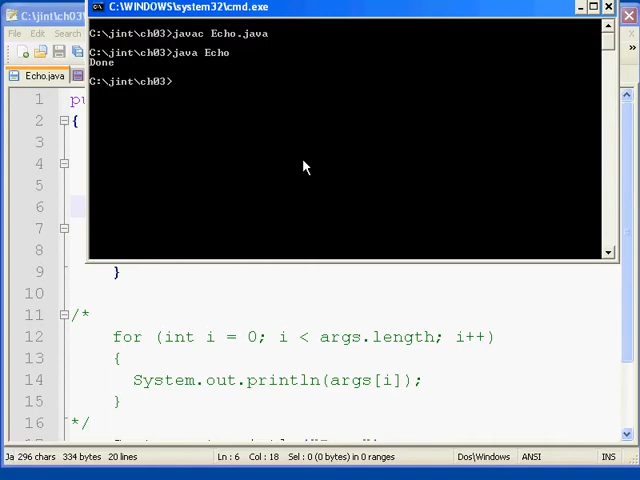 C:\jint\ch03
C:\WINDOWS\system32\cmd.exe
File Edit Search
C:\jint\ch03>javac Echo.java
C:\jint\ch03>java Echo
Done
C:\jint\ch03>
Echo.java
1 pu
2 {
3
4
5
6
7
8
9 }
10
11 /*
12 for (int i = 0; i < args.length; i++)
13 {
14 System.out.println(args[i]);
15 }
16 */
Ja 296 chars 334 bytes 20 lines Ln : 6 Col : 18 Sel : 0 (0 bytes) in 0 ranges Dos\Windows ANSI INS